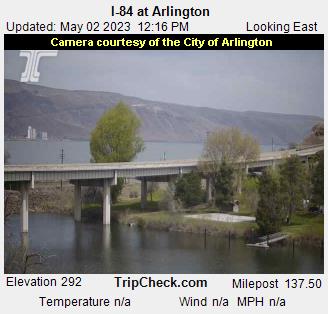 I-84 at Arlington
Updated: May 02 2023 12:16 PM Looking East
Camera courtesy of the City of Arlington
Elevation 292 TripCheck.com Milepost 137.50
Temperature n/a Wind n/a MPH n/a